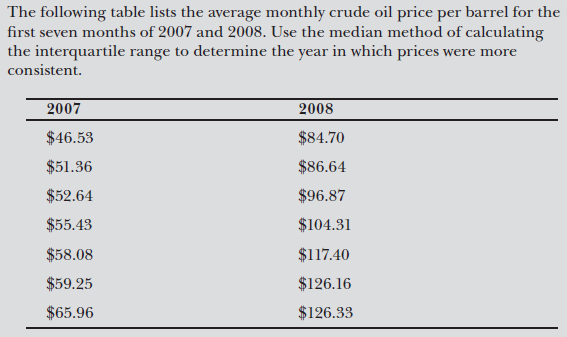 The following table lists the average monthly crude oil price per barrel for the
first seven months of 2007 and 2008. Use the median method of calculating
the interquartile range to determine the year in which prices were more
consistent.
2007 2008
$46.53 $84.70
$51.36 $86.64
$52.64 $96.87
$55.43 $104.31
$58.08 $117.40
$59.25 $126.16
$65.96 $126.33